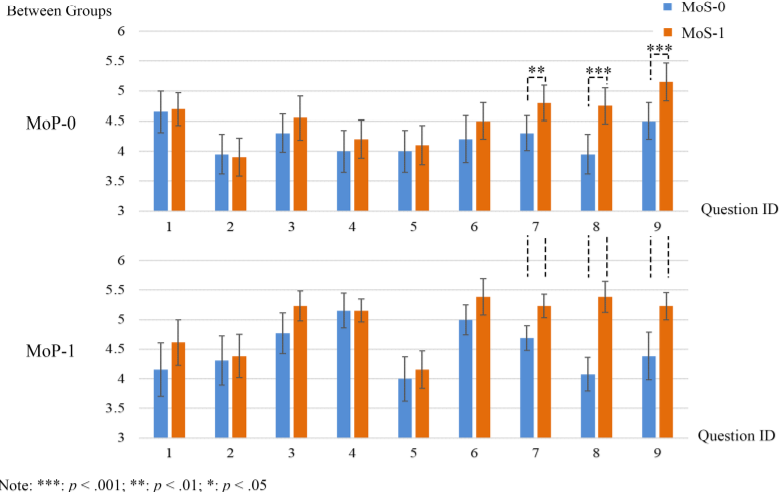 Between Groups
MoS-0
MoS-1
6
5.5
5
4.5
4
3.5
3
MoP-0
**
***
***
1 2 3 4 5 6 7 8 9
Question ID
6
5.5
5
4.5
4
3.5
3
MoP-1
1 2 3 4 5 6 7 8 9
Question ID
Note: ***: p < .001; **: p < .01; *: p < .05